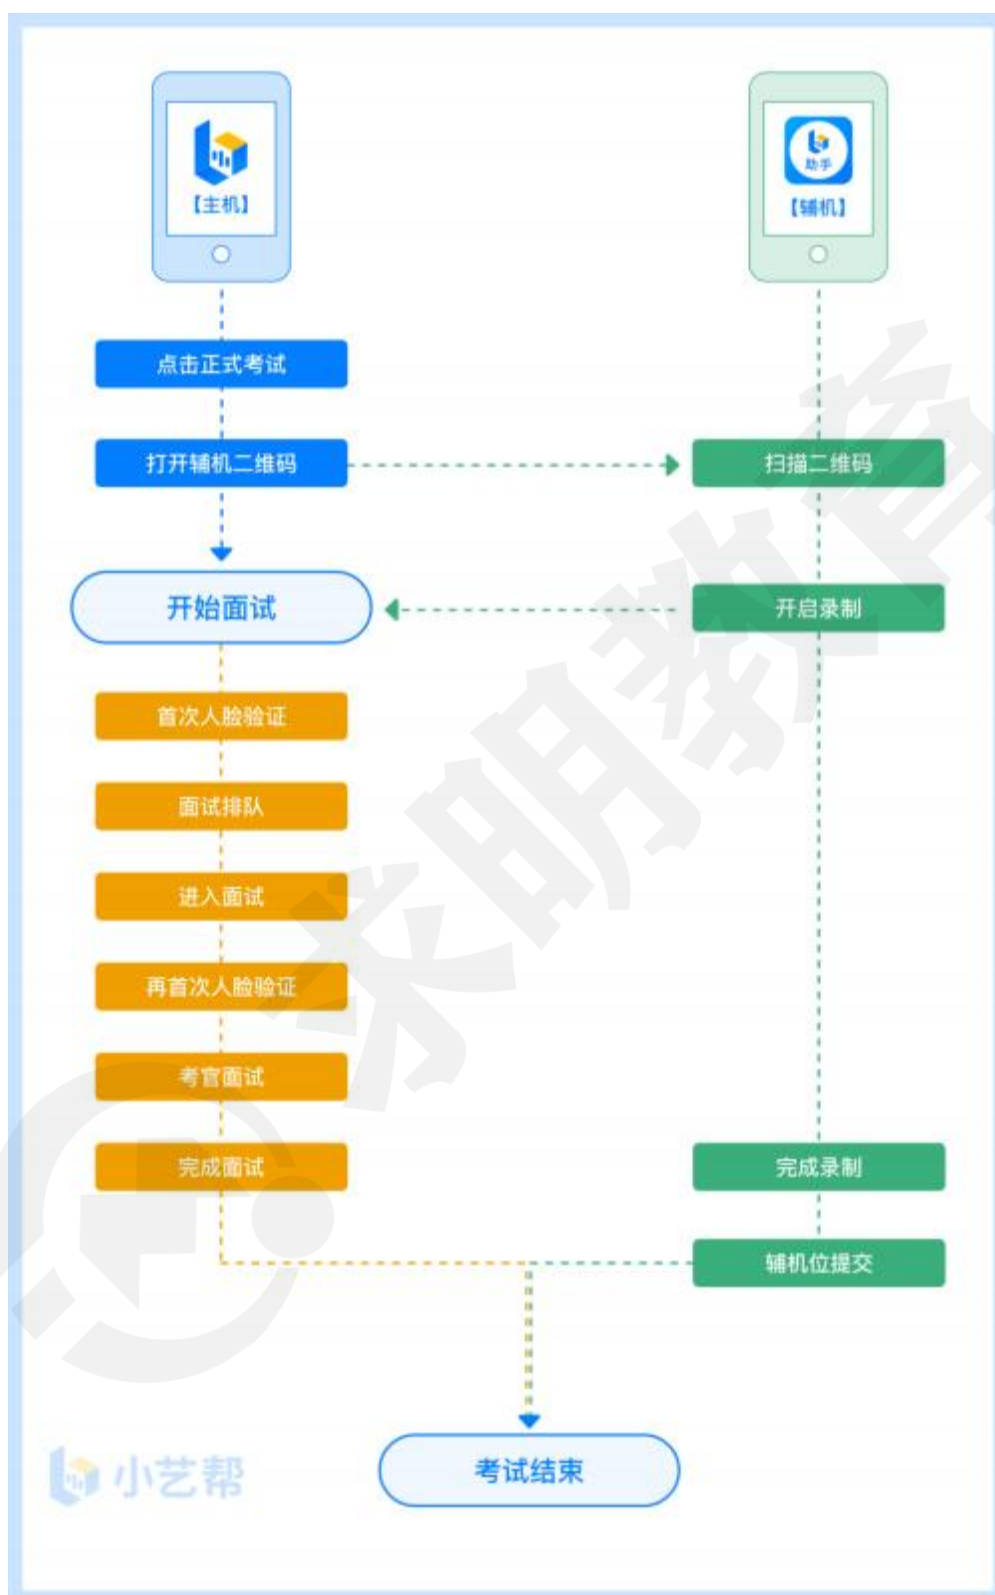 助手
【主机】
【辅机】
点击正式考试
打开辅机二维码
扫描二维码
开始面试
开启录制
首次人脸验证
面试排队
进入面试
再首次人脸验证
考官面试
完成面试
完成录制
辅机位提交
考试结束
小艺帮
求明教育